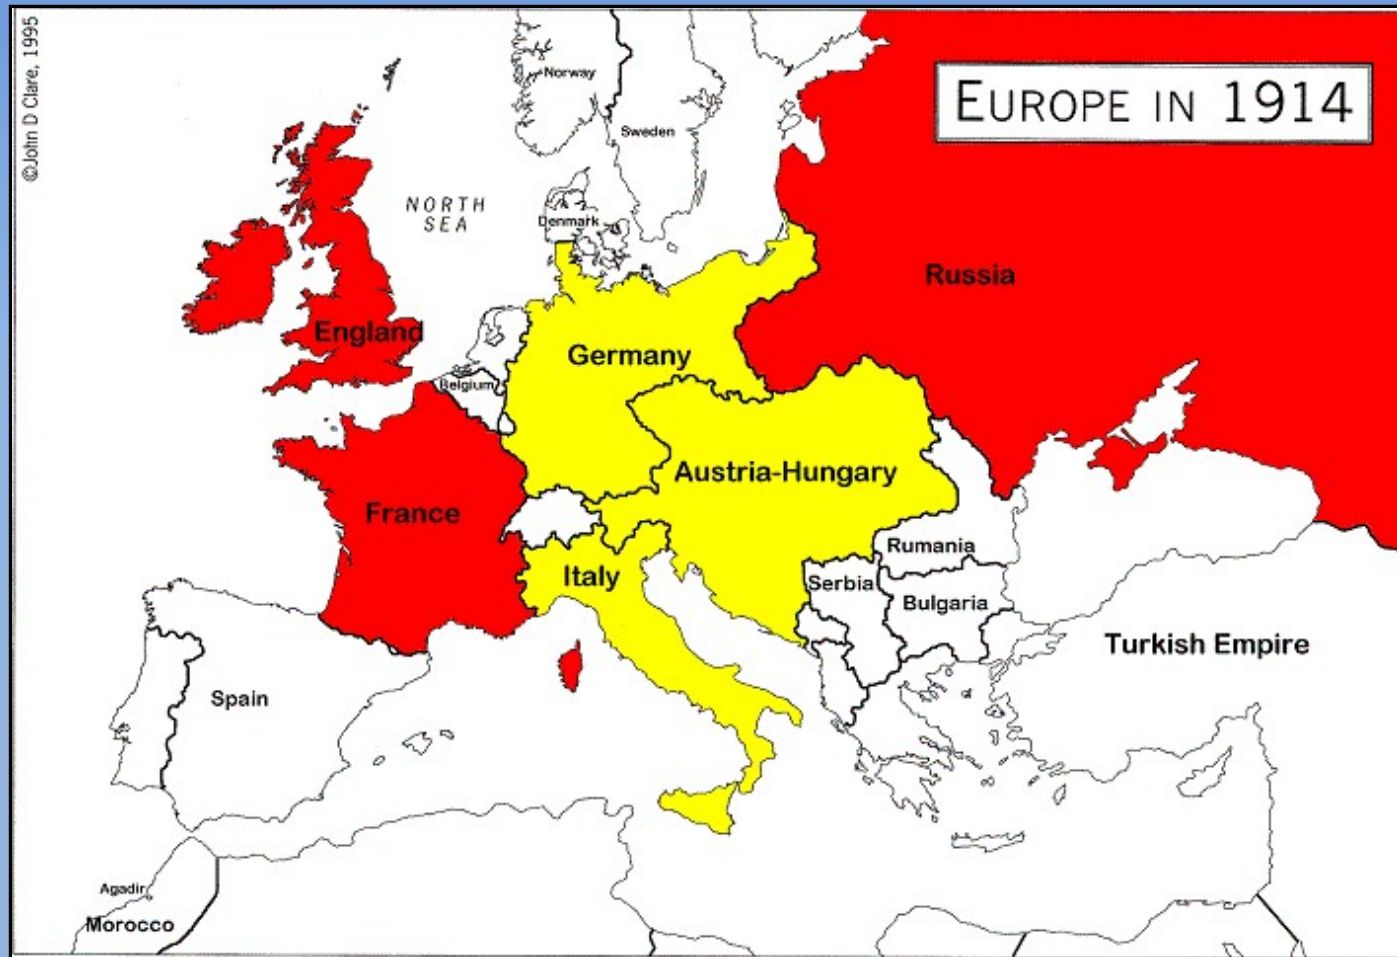 ©John D Clare, 1995
EUROPE IN 1914
Norway
Sweden
NORTH
SEA
Denmark
Russia
England
Germany
Belgium
Austria-Hungary
France
Rumania
Italy
Serbia
Bulgaria
Turkish Empire
Spain
Agadir
Morocco